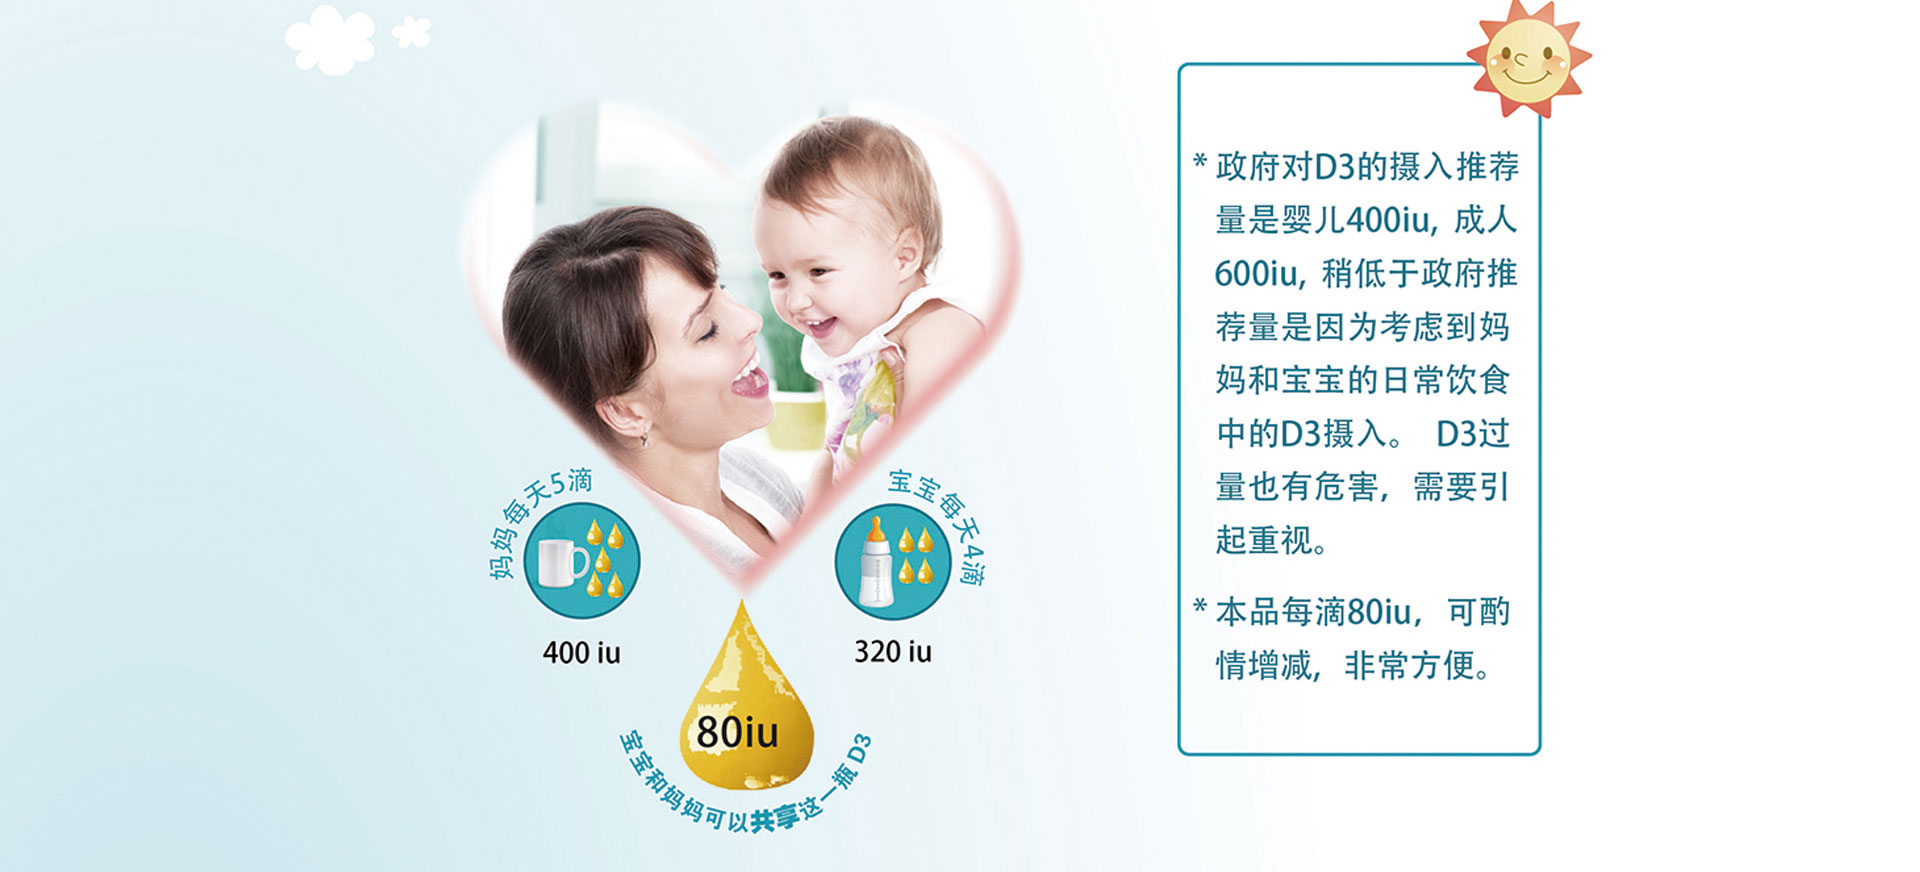 妈妈每天5滴
宝宝每天4滴
400 iu
320 iu
80iu
宝宝和妈妈可以共享这一瓶 D3
* 政府对D3的摄入推荐
量是婴儿400iu, 成人
600iu, 稍低于政府推
荐量是因为考虑到妈
妈和宝宝的日常饮食
中的D3摄入。 D3过
量也有危害, 需要引
起重视。
* 本品每滴80iu, 可酌
情增减, 非常方便。